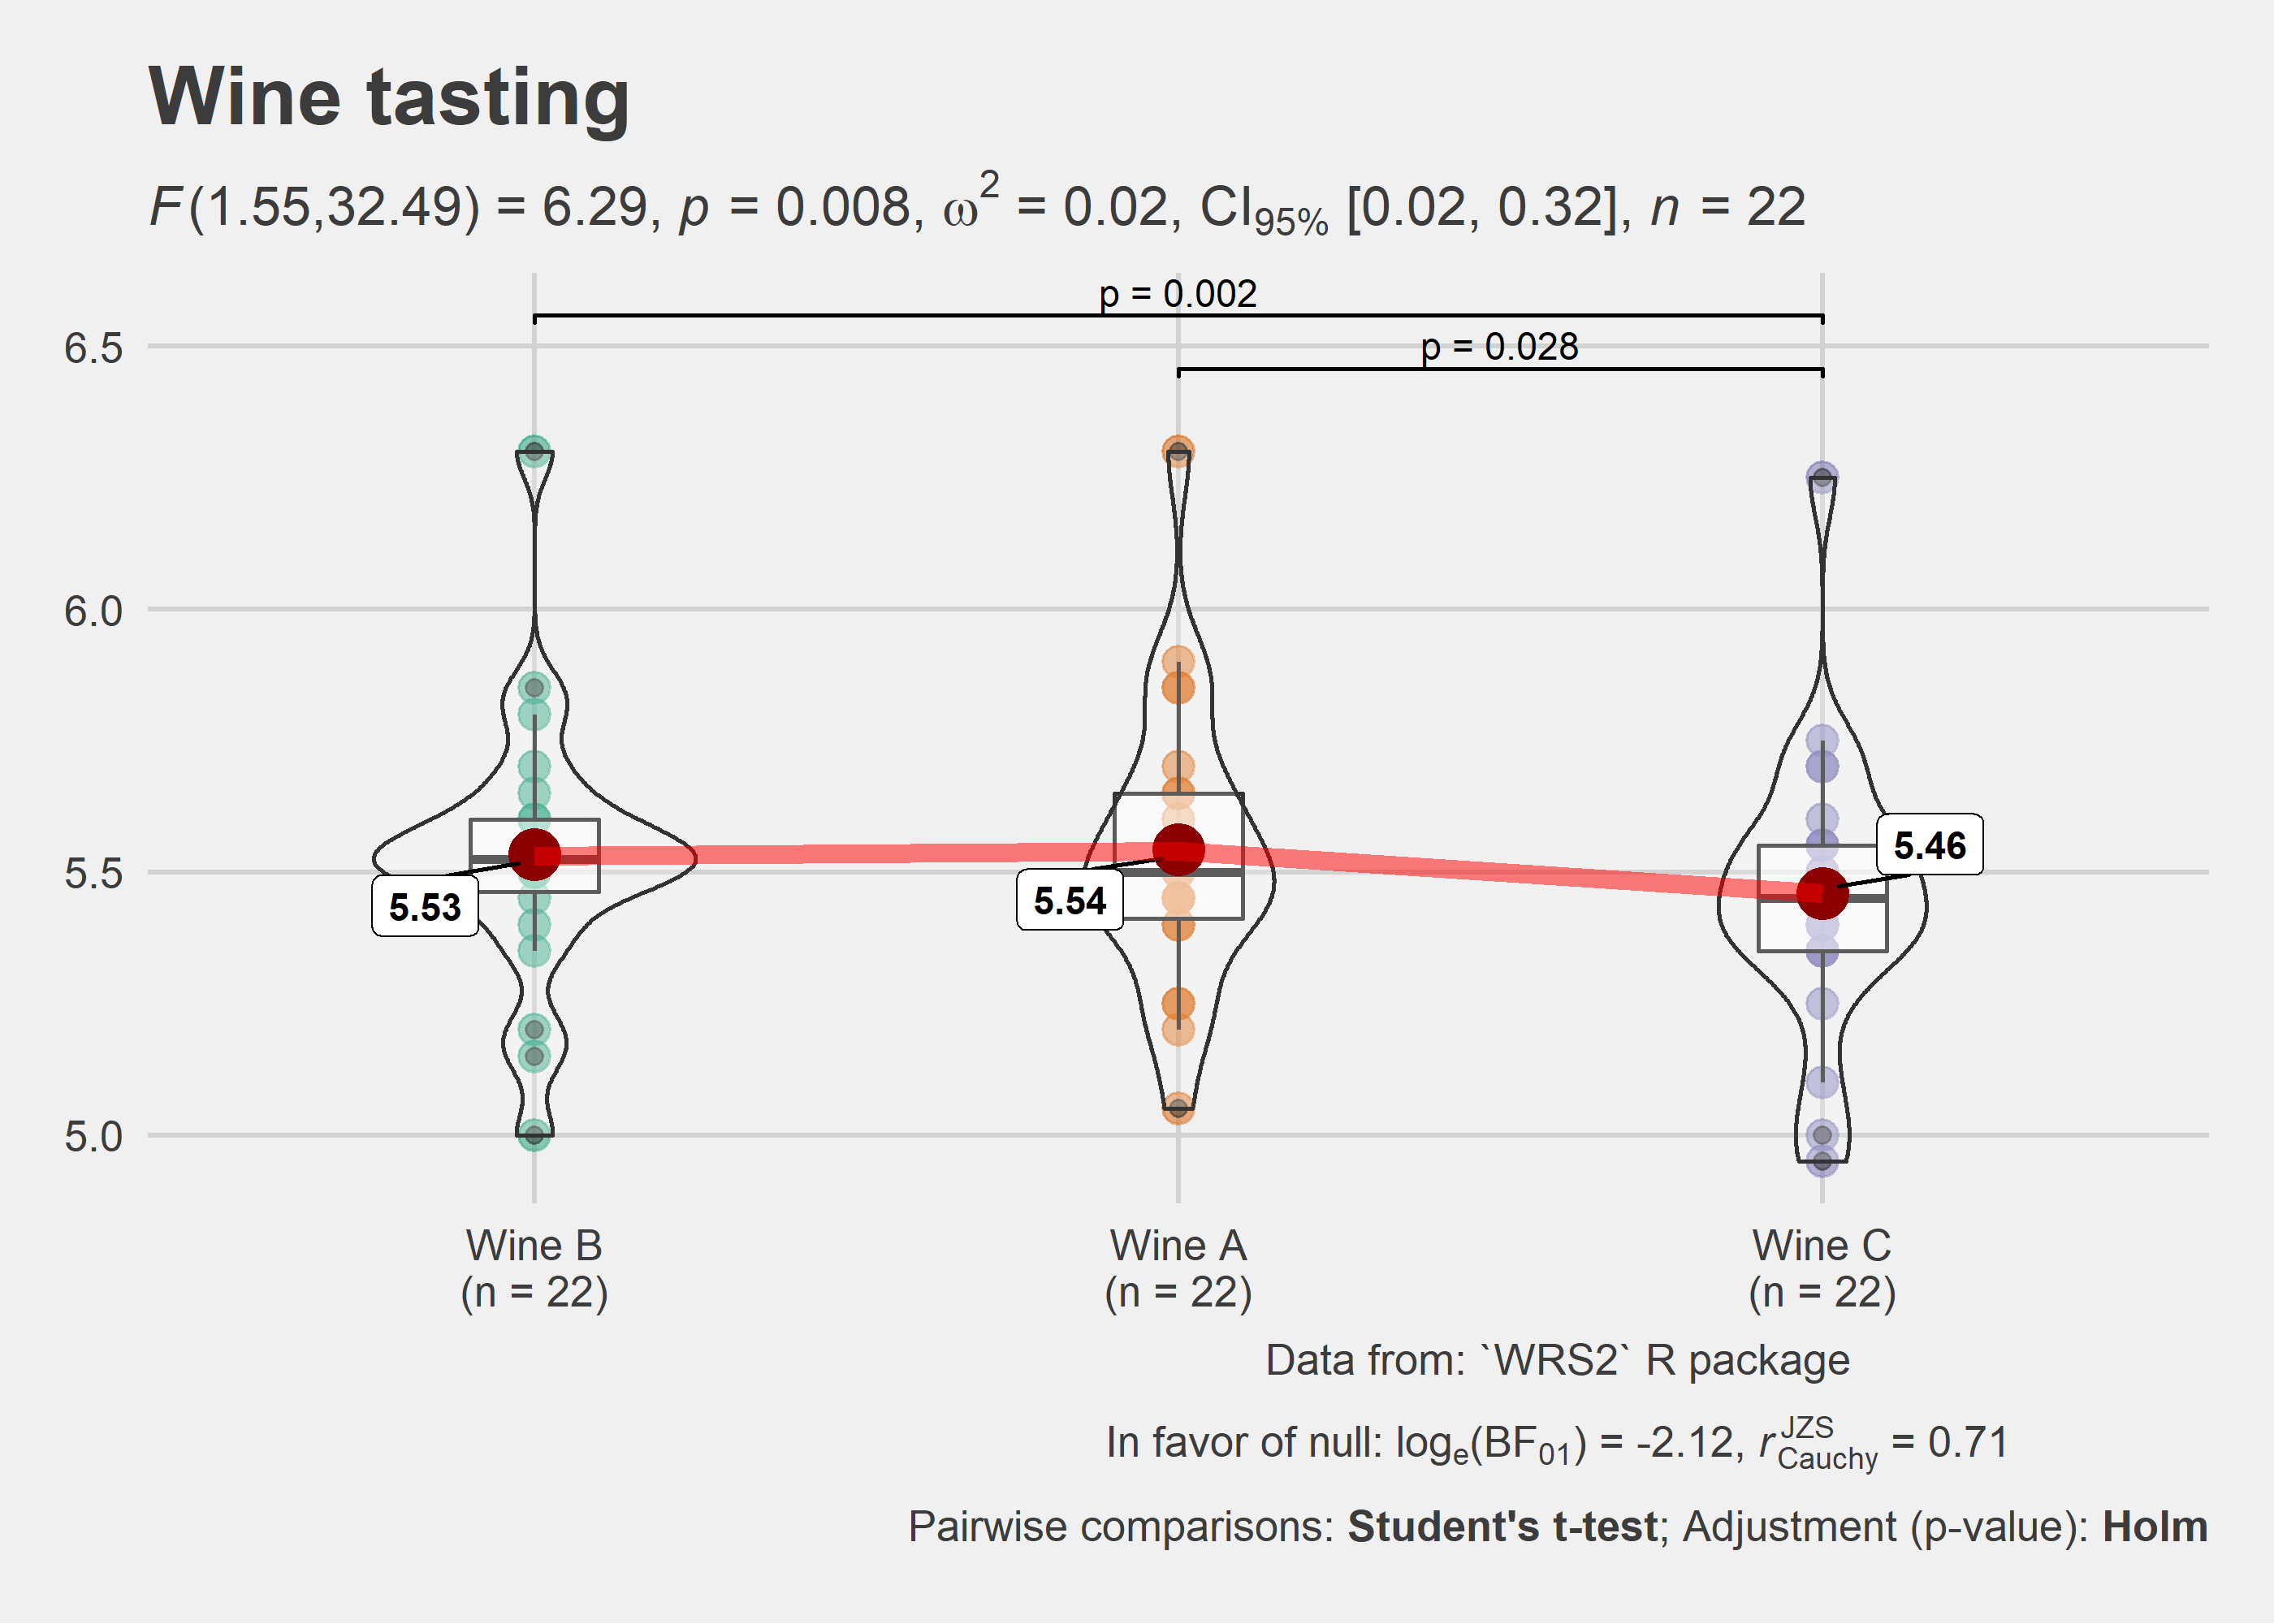 Wine tasting
F(1.55,32.49) = 6.29, p = 0.008, ω² = 0.02, CI₉₅% [0.02, 0.32], n = 22
p = 0.002
6.5
p = 0.028
6.0
5.5
5.46
5.53
5.54
5.0
Wine B
(n = 22)
Wine A
(n = 22)
Wine C
(n = 22)
Data from: `WRS2` R package
In favor of null: logₑ(BF₀₁) = -2.12, r JZS Cauchy = 0.71
Pairwise comparisons: Student's t-test; Adjustment (p-value): Holm